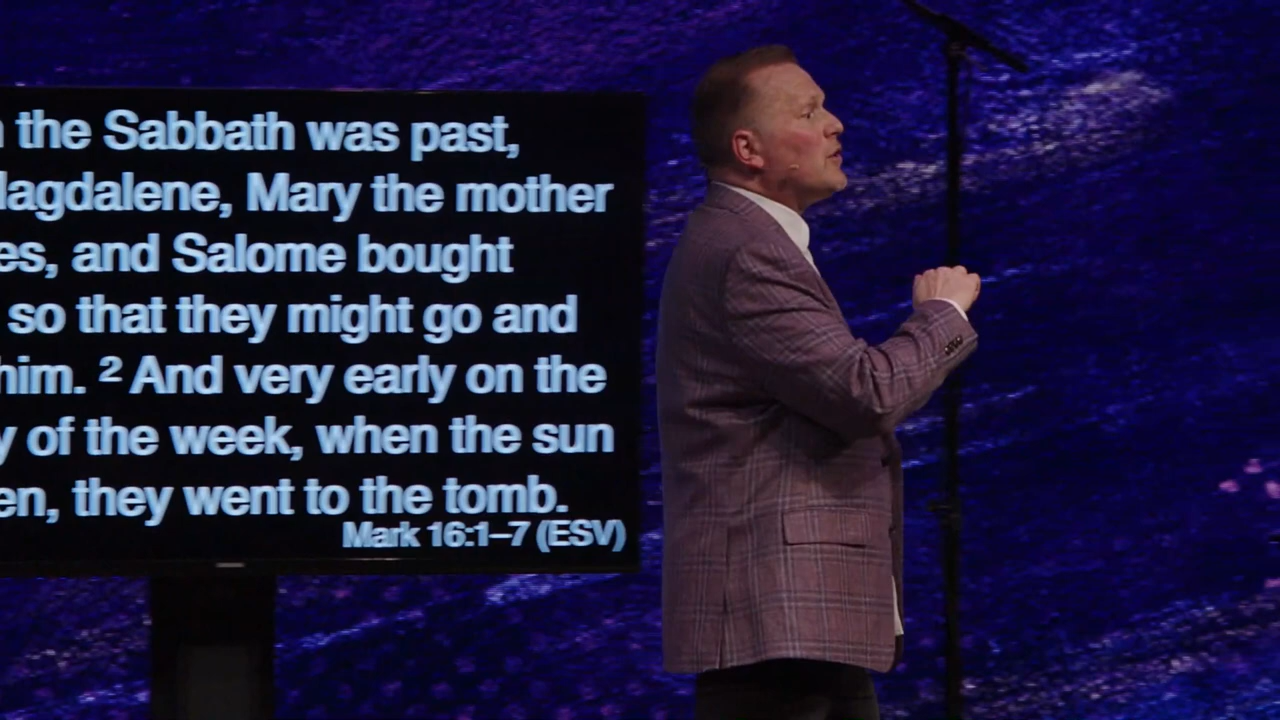 the Sabbath was past,
lagdalene, Mary the mother
es, and Salome bought
so that they might go and
him. ² And very early on the
y of the week, when the sun
en, they went to the tomb.
Mark 16:1–7 (ESV)